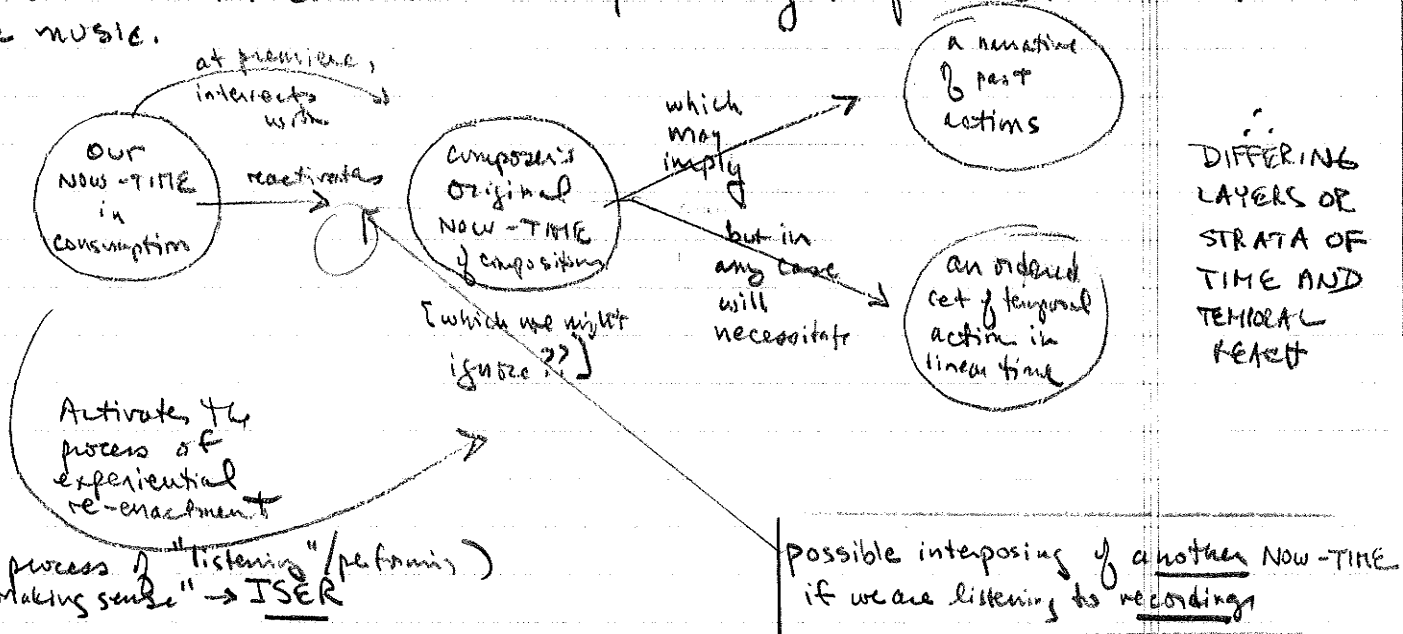 music.
at premiere,
intersects
with
our
NOW-TIME
in
consumption
reactivates
composer's
original
NOW-TIME
of composition
[which we might
ignore??]
which
may
imply
a narrative
of past
actions
but in
any case
will
necessitate
an ordered
set of temporal
action in
linear time
∴
DIFFERING
LAYERS OR
STRATA OF
TIME AND
TEMPORAL
REACH
Activates the
process of
experiential
re-enactment
process of "listening"/performing)
making sense" → ISER
possible interposing of another NOW-TIME
if we are listening to recordings